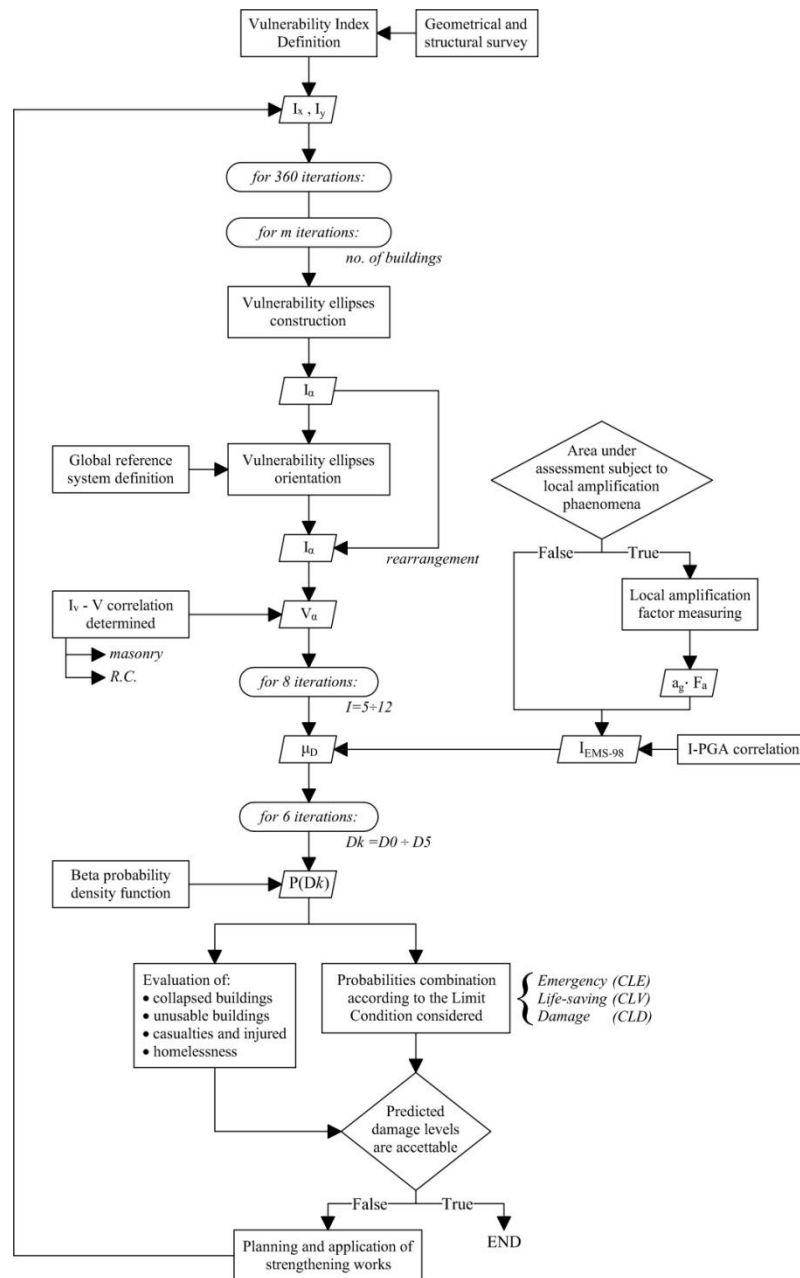 Vulnerability Index
Definition
Geometrical and
structural survey
Ix , Iy
for 360 iterations:
for m iterations:
no. of buildings
Vulnerability ellipses
construction
Iα
Global reference
system definition
Vulnerability ellipses
orientation
Area under
assessment subject to
local amplification
phaenomena
Iα
rearrangement
False
True
Local amplification
factor measuring
Iv - V correlation
determined
masonry
R.C.
Vα
for 8 iterations:
I=5÷12
ag· Fa
μD
IEMS-98
I-PGA correlation
for 6 iterations:
Dk =D0 ÷ D5
Beta probability
density function
P(Dk)
Evaluation of:
• collapsed buildings
• unusable buildings
• casualties and injured
• homelessness
Probabilities combination
according to the Limit
Condition considered
Emergency (CLE)
Life-saving (CLV)
Damage (CLD)
Predicted
damage levels
are accettable
False
True
END
Planning and application of
strengthening works